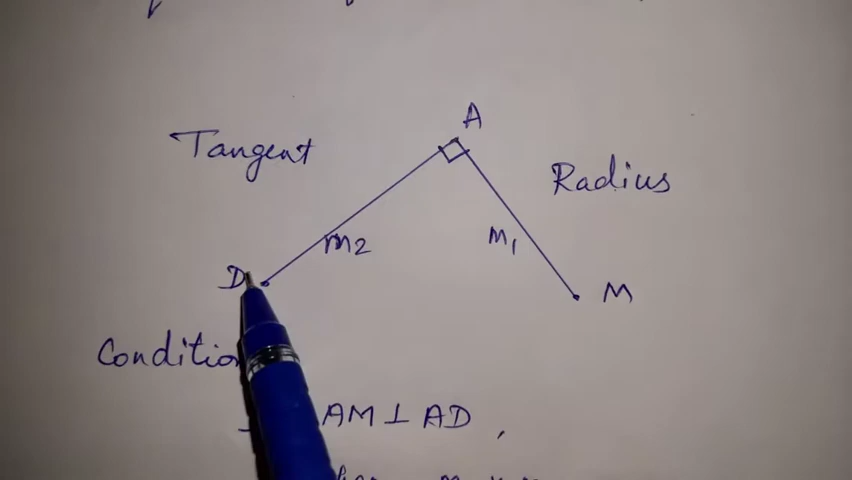 A
Tangent
Radius
m2
M1
D
M
Condition
AM ⊥ AD ,